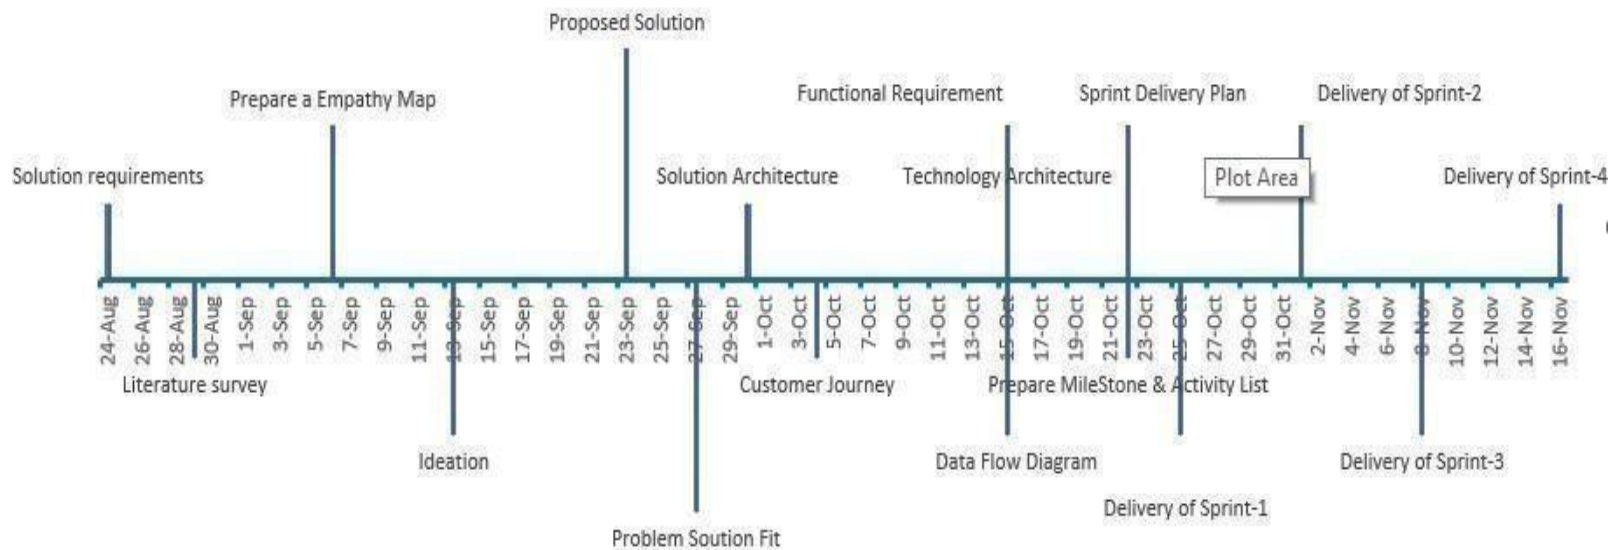 Proposed Solution
Prepare a Empathy Map
Functional Requirement
Sprint Delivery Plan
Delivery of Sprint-2
Solution requirements
Solution Architecture
Technology Architecture
Plot Area
Delivery of Sprint-4
24-Aug
26-Aug
28-Aug
30-Aug
1-Sep
3-Sep
5-Sep
7-Sep
9-Sep
11-Sep
13-Sep
15-Sep
17-Sep
19-Sep
21-Sep
23-Sep
25-Sep
27-Sep
29-Sep
1-Oct
3-Oct
5-Oct
7-Oct
9-Oct
11-Oct
13-Oct
15-Oct
17-Oct
19-Oct
21-Oct
23-Oct
25-Oct
27-Oct
29-Oct
31-Oct
2-Nov
4-Nov
6-Nov
8-Nov
10-Nov
12-Nov
14-Nov
16-Nov
Literature survey
Customer Journey
Prepare MileStone & Activity List
Ideation
Data Flow Diagram
Delivery of Sprint-3
Delivery of Sprint-1
Problem Soution Fit